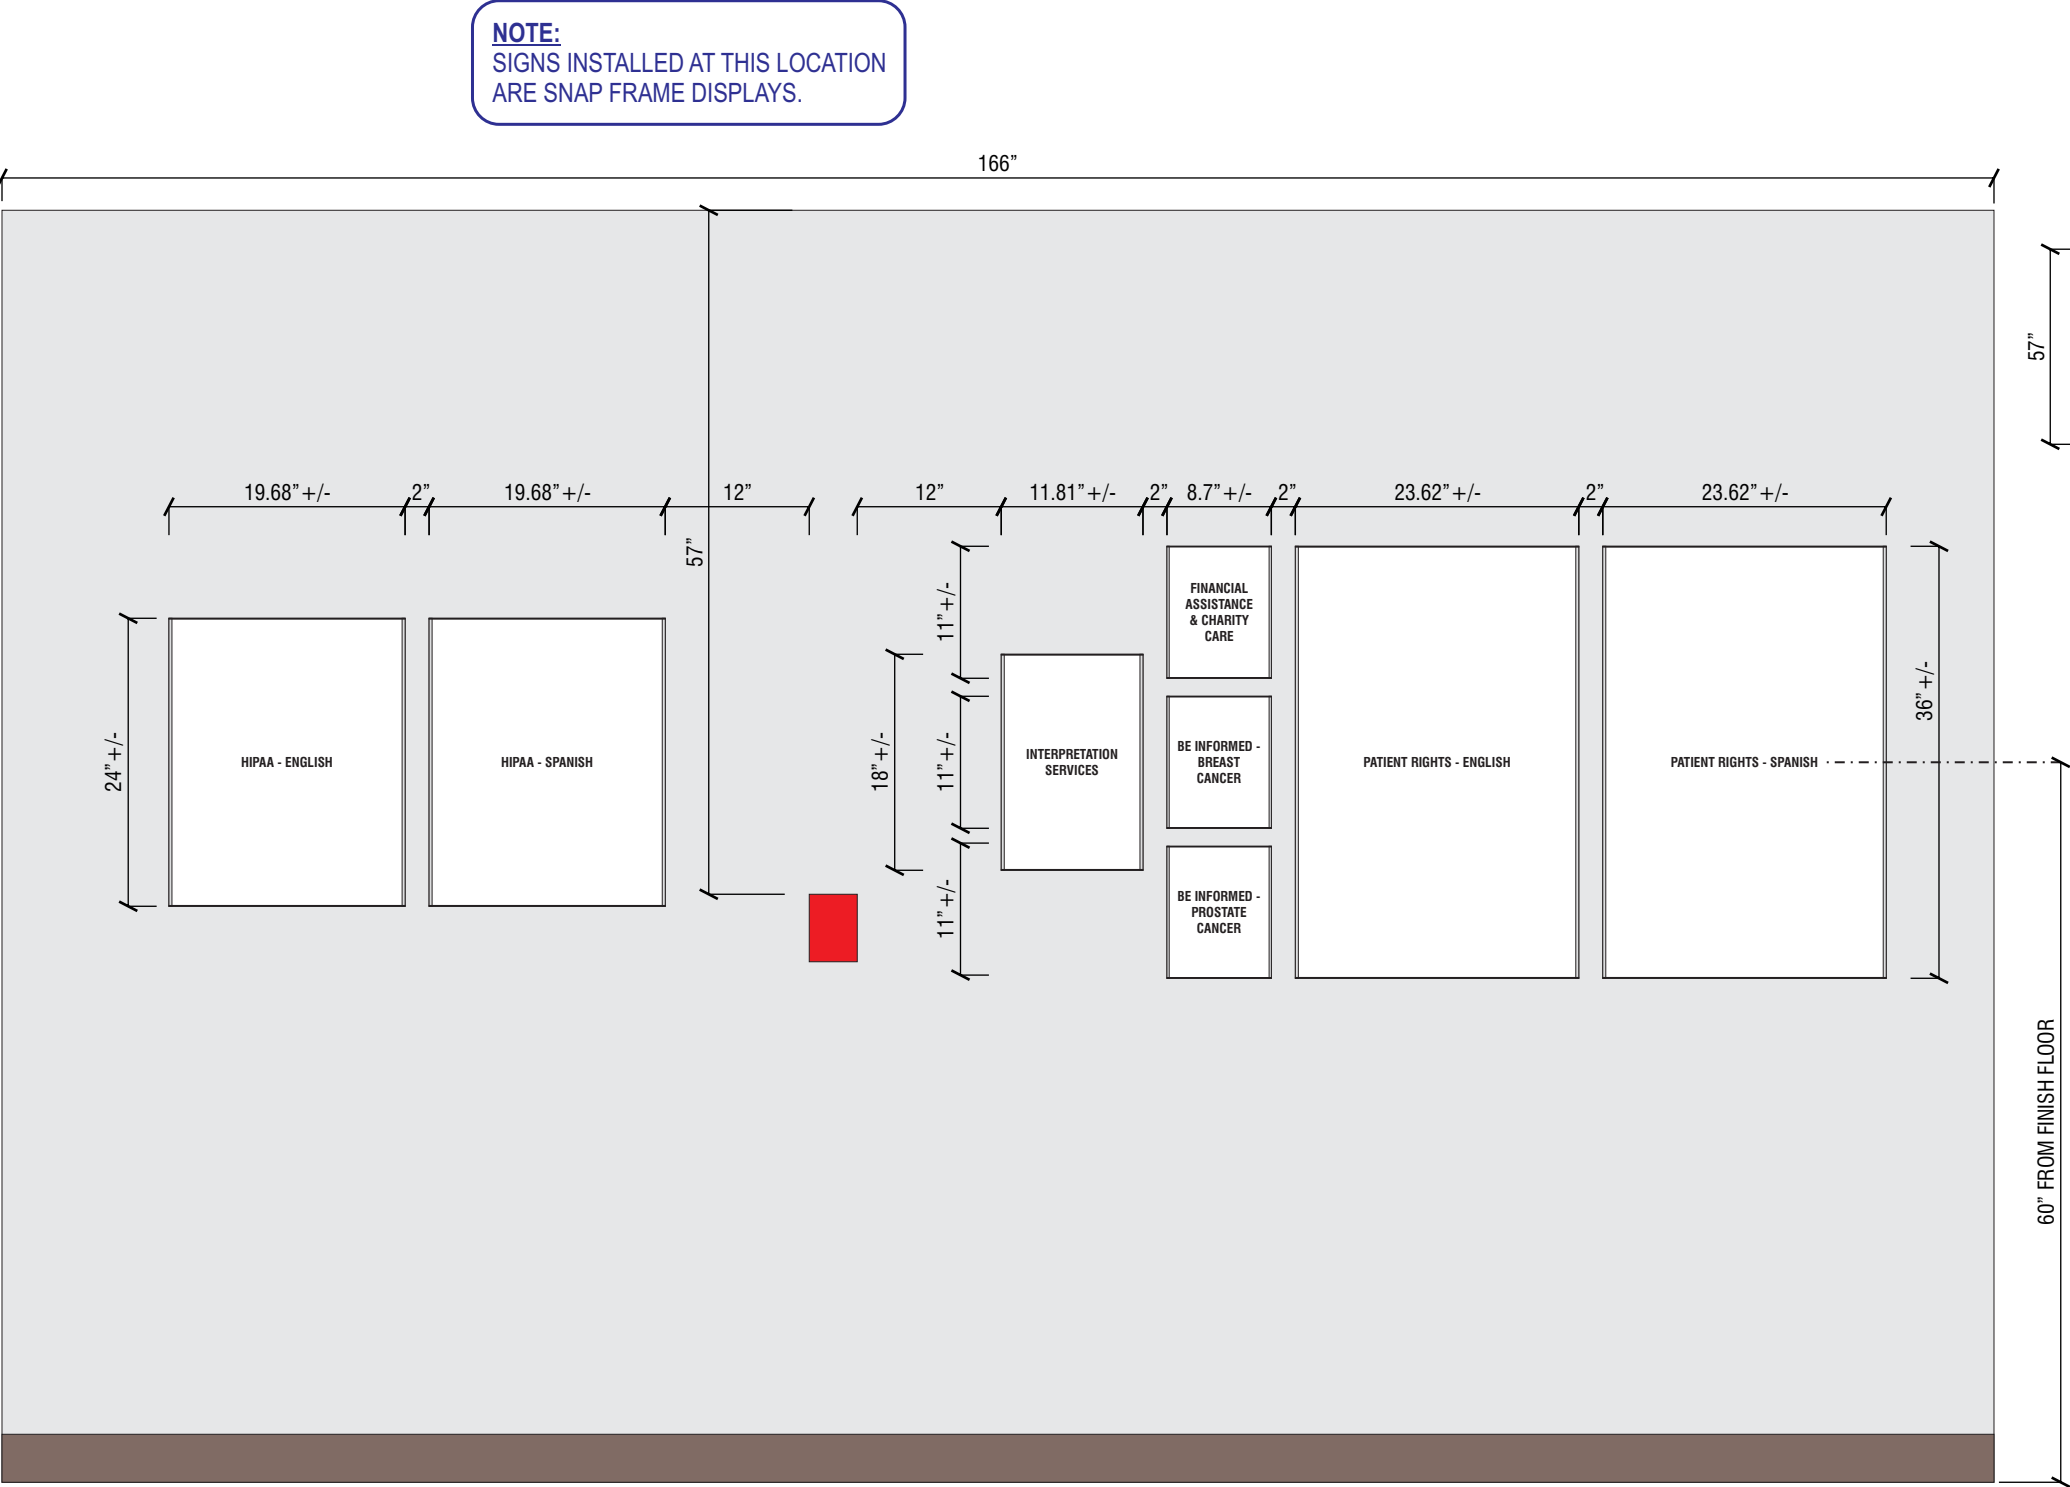 NOTE:
SIGNS INSTALLED AT THIS LOCATION
ARE SNAP FRAME DISPLAYS.
166”
57”
19.68”+/-
2”
19.68”+/-
12”
12”
11.81”+/-
2”
8.7”+/-
2”
23.62”+/-
2”
23.62”+/-
57”
24”+/-
HIPAA - ENGLISH
HIPAA - SPANISH
18”+/-
11”+/-
11”+/-
11”+/-
INTERPRETATION
SERVICES
FINANCIAL
ASSISTANCE
& CHARITY
CARE
BE INFORMED -
BREAST
CANCER
BE INFORMED -
PROSTATE
CANCER
PATIENT RIGHTS - ENGLISH
PATIENT RIGHTS - SPANISH
36”+/-
60” FROM FINISH FLOOR